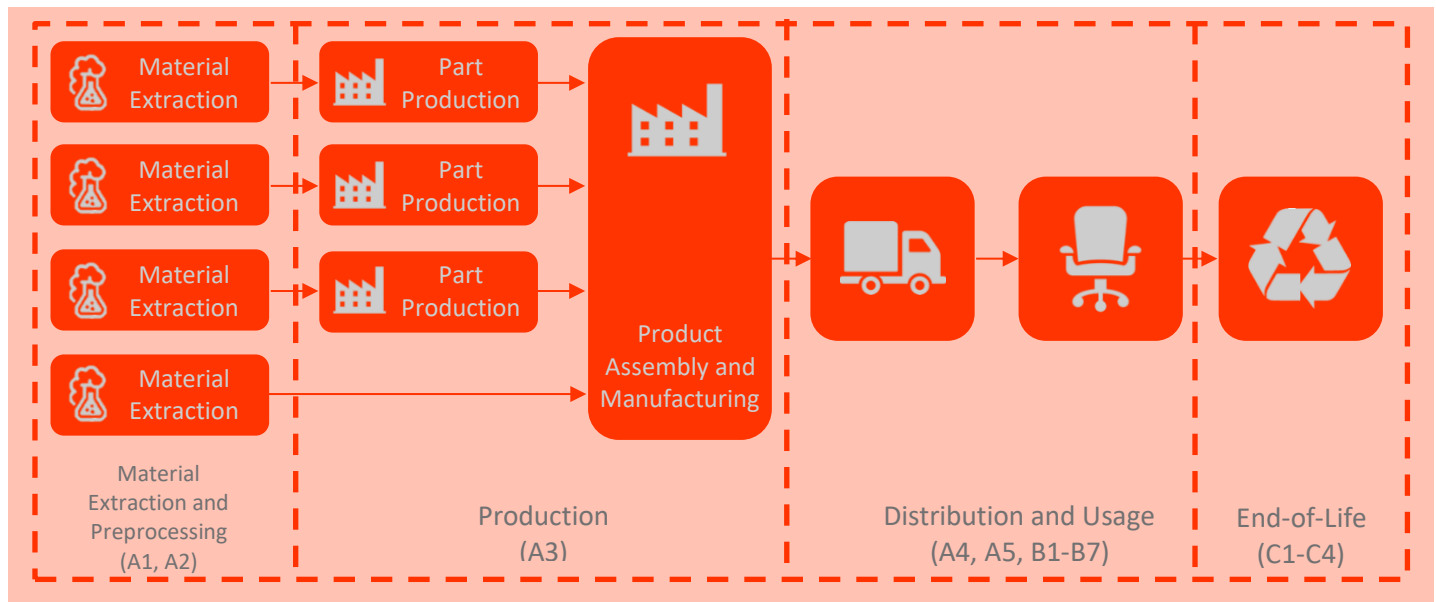 Material
Extraction
Part
Production
Material
Extraction
Part
Production
Material
Extraction
Part
Production
Material
Extraction
Product
Assembly and
Manufacturing
Material
Extraction and
Preprocessing
(A1, A2)
Production
(A3)
Distribution and Usage
(A4, A5, B1-B7)
End-of-Life
(C1-C4)